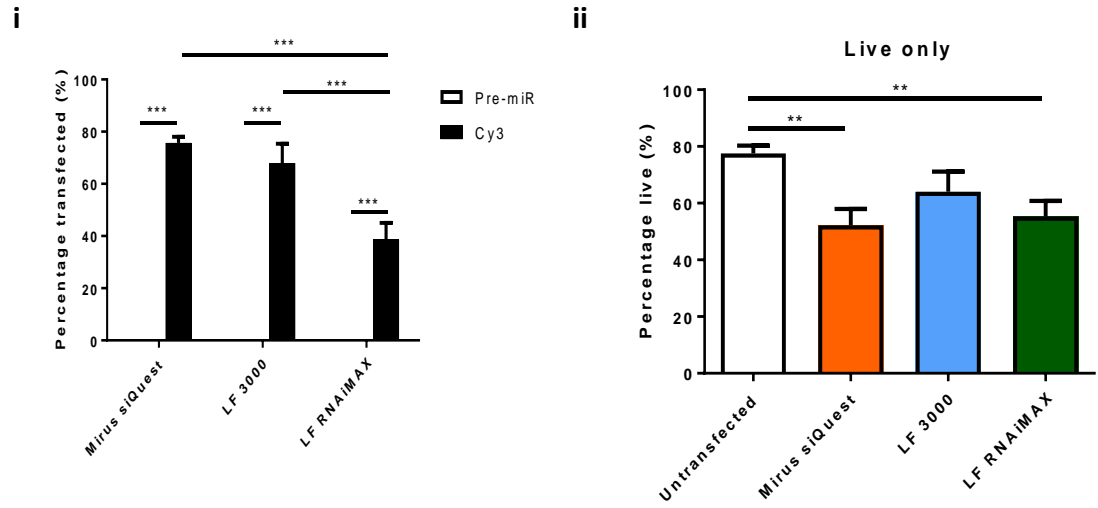 i
Percentage transfected (%)
100
80
60
40
20
0
***
***
***
***
***
Mirus siQuest
LF 3000
LF RNAiMAX
Pre-miR
Cy3
ii
Live only
Percentage live (%)
100
80
60
40
20
0
**
**
Untransfected
Mirus siQuest
LF 3000
LF RNAiMAX